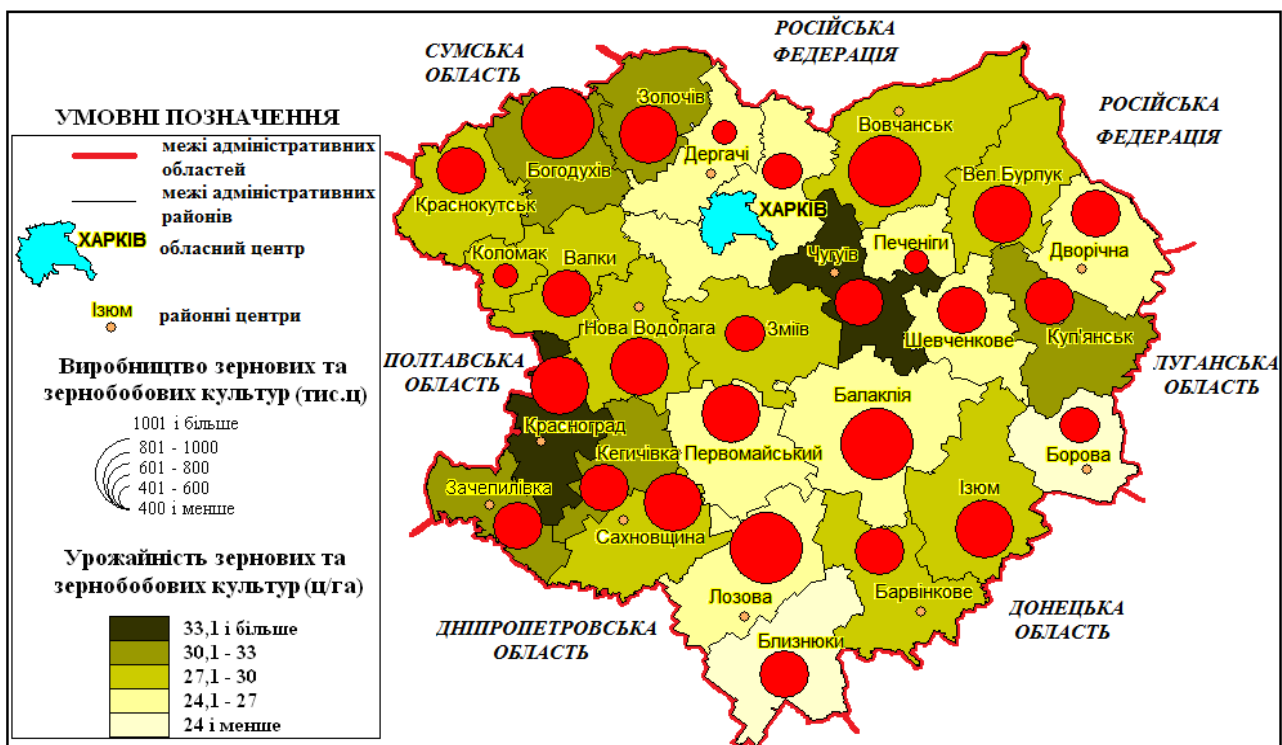 СУМСЬКА
ОБЛАСТЬ
РОСІЙСЬКА
ФЕДЕРАЦІЯ
РОСІЙСЬКА
ФЕДЕРАЦІЯ
УМОВНІ ПОЗНАЧЕННЯ
межі адміністративних
областей
межі адміністративних
районів
ХАРКІВ
обласний центр
Ізюм
районні центри
Виробництво зернових та
зернобобових культур (тис.ц)
1001 і більше
801 - 1000
601 - 800
401 - 600
400 і менше
Урожайність зернових та
зернобобових культур (ц/га)
33,1 і більше
30,1 - 33
27,1 - 30
24,1 - 27
24 і менше
Золочів
Богодухів
Краснокутськ
Дергачі
Вовчанськ
Вел.Бурлук
ХАРКІВ
Печеніги
Дворічна
Коломак
Валки
Чугуїв
Нова Водолага
Зміїв
Шевченкове
Куп'янськ
ПОЛТАВСЬКА
ОБЛАСТЬ
ЛУГАНСЬКА
ОБЛАСТЬ
Балаклія
Красноград
Кегичівка
Первомайський
Борова
Зачепилівка
Ізюм
Сахновщина
Лозова
Барвінкове
Близнюки
ДНІПРОПЕТРОВСЬКА
ОБЛАСТЬ
ДОНЕЦЬКА
ОБЛАСТЬ